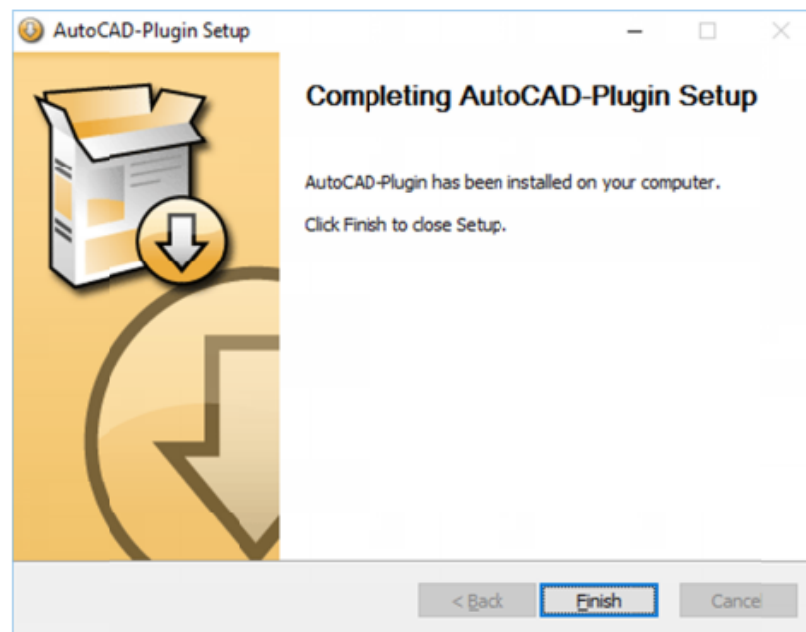 AutoCAD-Plugin Setup
Completing AutoCAD-Plugin Setup
AutoCAD-Plugin has been installed on your computer.
Click Finish to close Setup.
< Back Finish Cancel